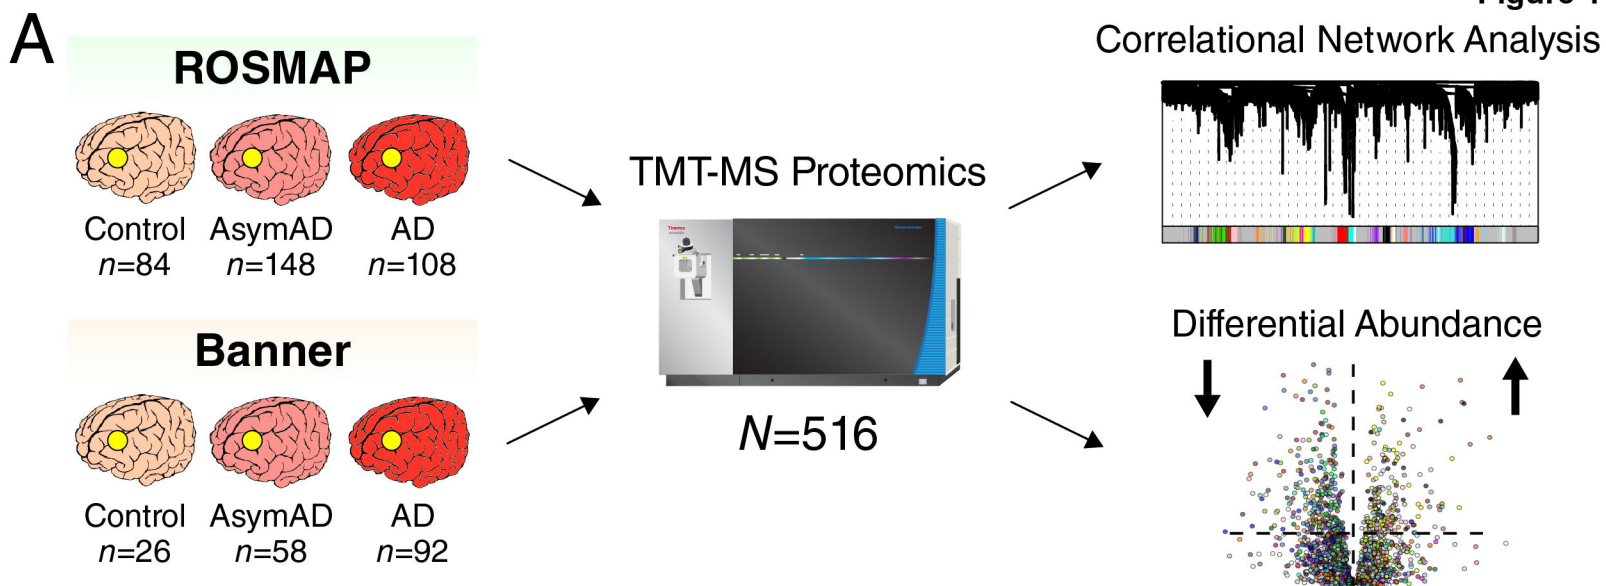 Figure 1
A
ROSMAP
Control AsymAD AD
n=84 n=148 n=108
Banner
Control AsymAD AD
n=26 n=58 n=92
TMT-MS Proteomics
Thermo
N=516
Correlational Network Analysis
Differential Abundance